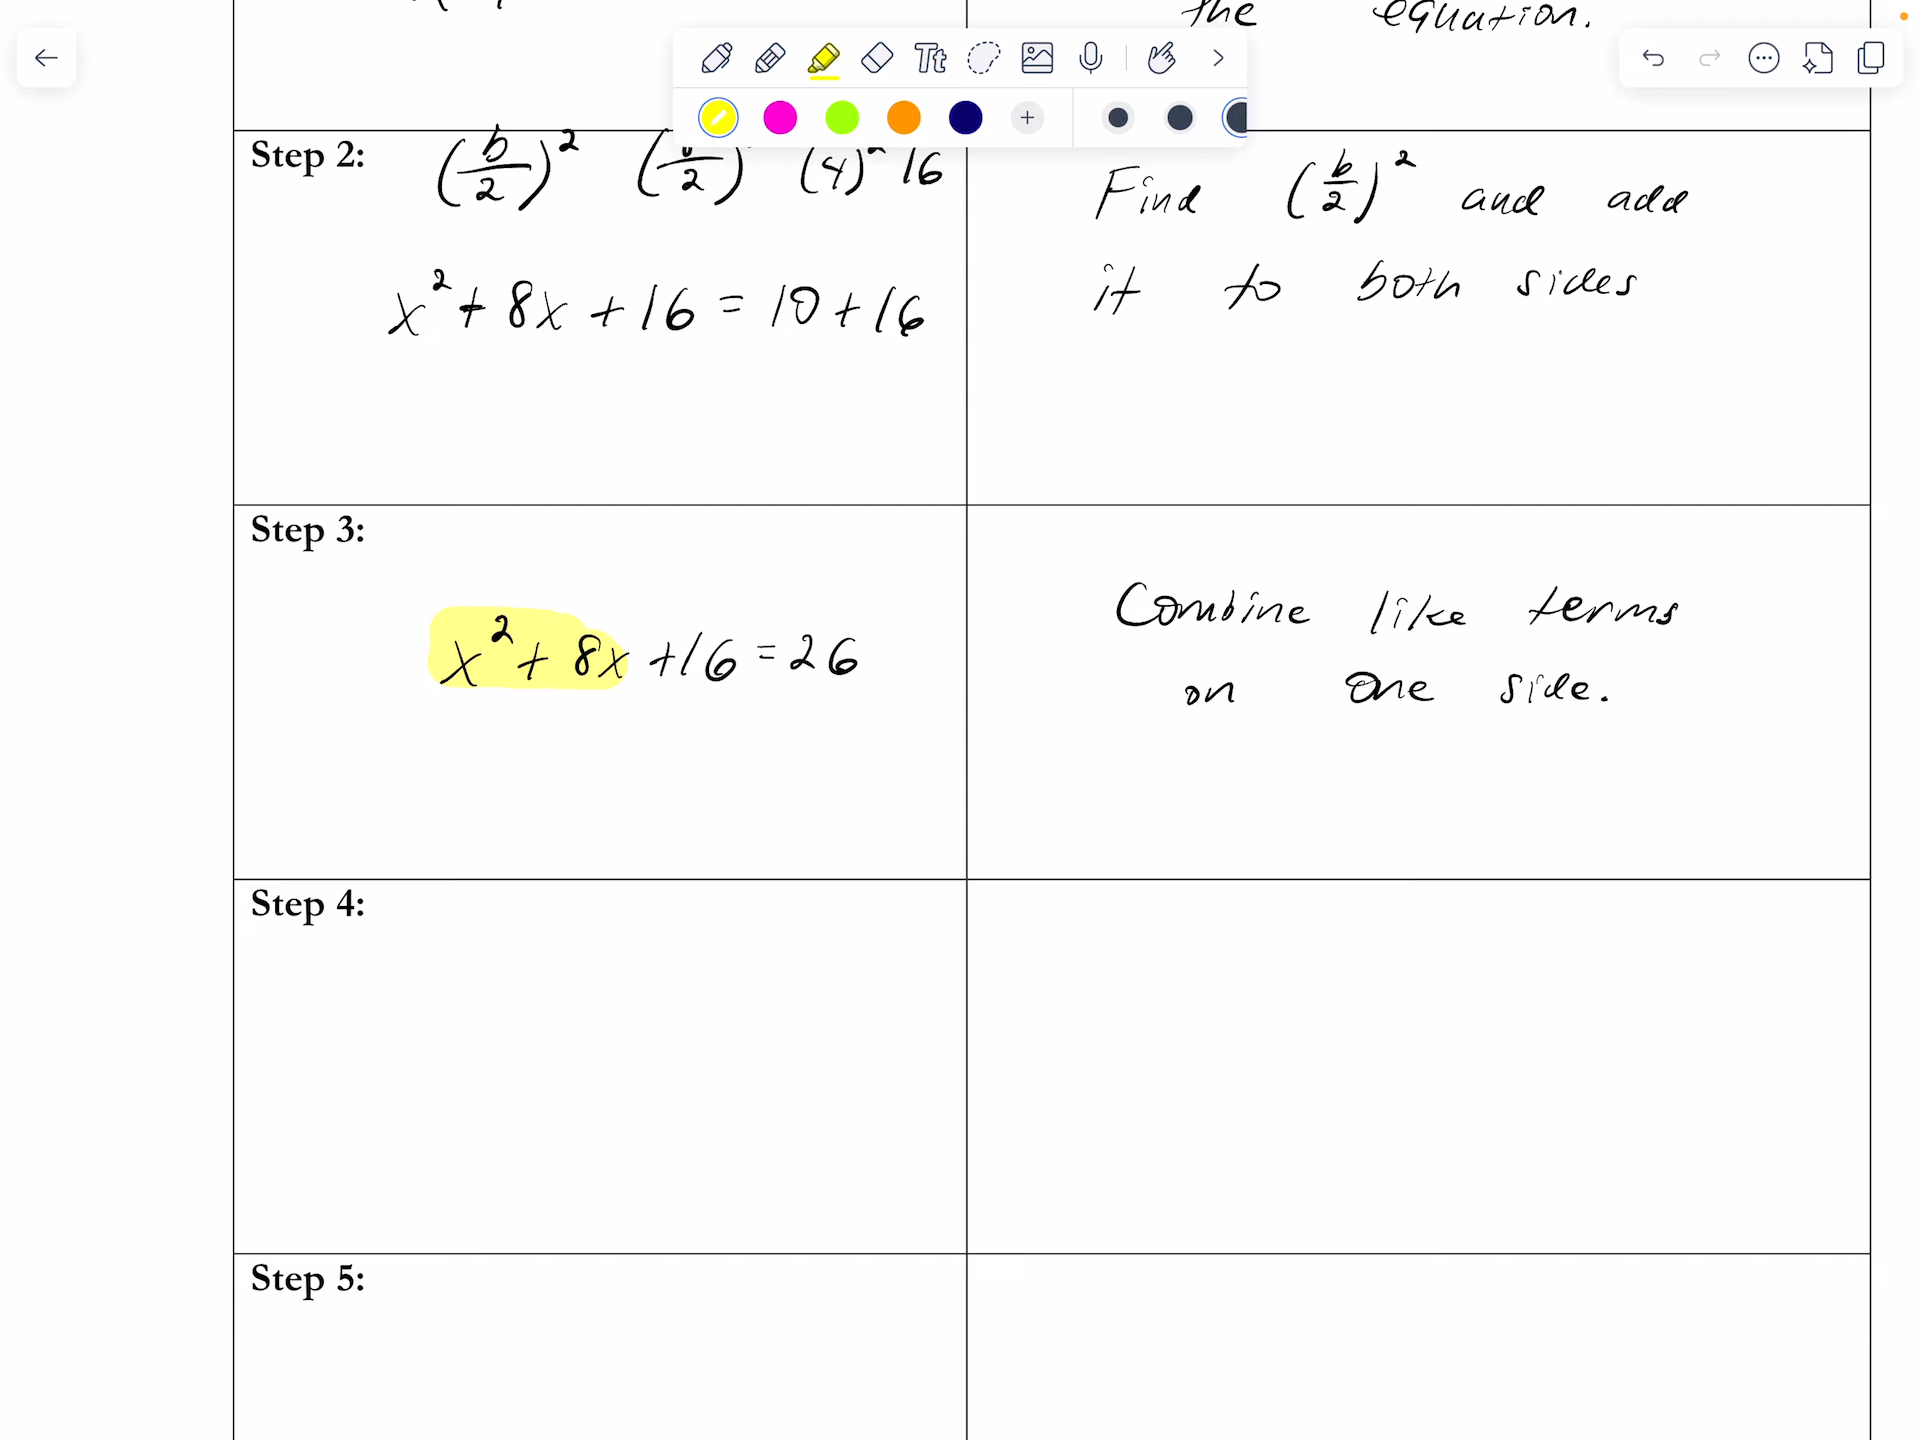 the equation.
Tt
Step 2: (b/2)² (/2) (4)² 16
Find (b/2)² and add
it to both sides
x² + 8x + 16 = 10 + 16
Step 3:
x² + 8x + 16 = 26
Combine like terms
on one side.
Step 4:
Step 5: